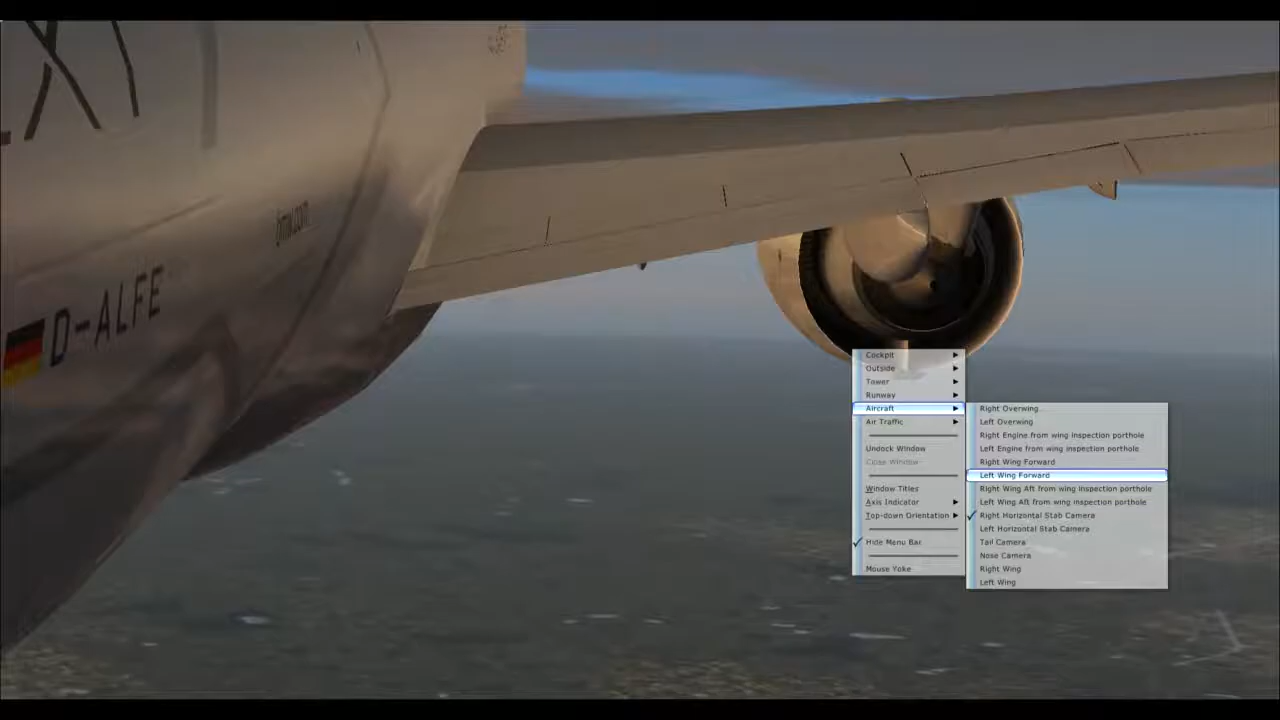 D-ALFE
Cockpit
Outside
Tower
Runway
Aircraft
Air Traffic
Undock Window
Close Window
Window Titles
Axis Indicator
Top-down Orientation
Hide Menu Bar
Mouse Yoke
Right Overwing
Left Overwing
Right Engine from wing inspection porthole
Left Engine from wing inspection porthole
Right Wing Forward
Left Wing Forward
Right Wing Aft from wing inspection porthole
Left Wing Aft from wing inspection porthole
Right Horizontal Stab Camera
Left Horizontal Stab Camera
Tail Camera
Nose Camera
Right Wing
Left Wing